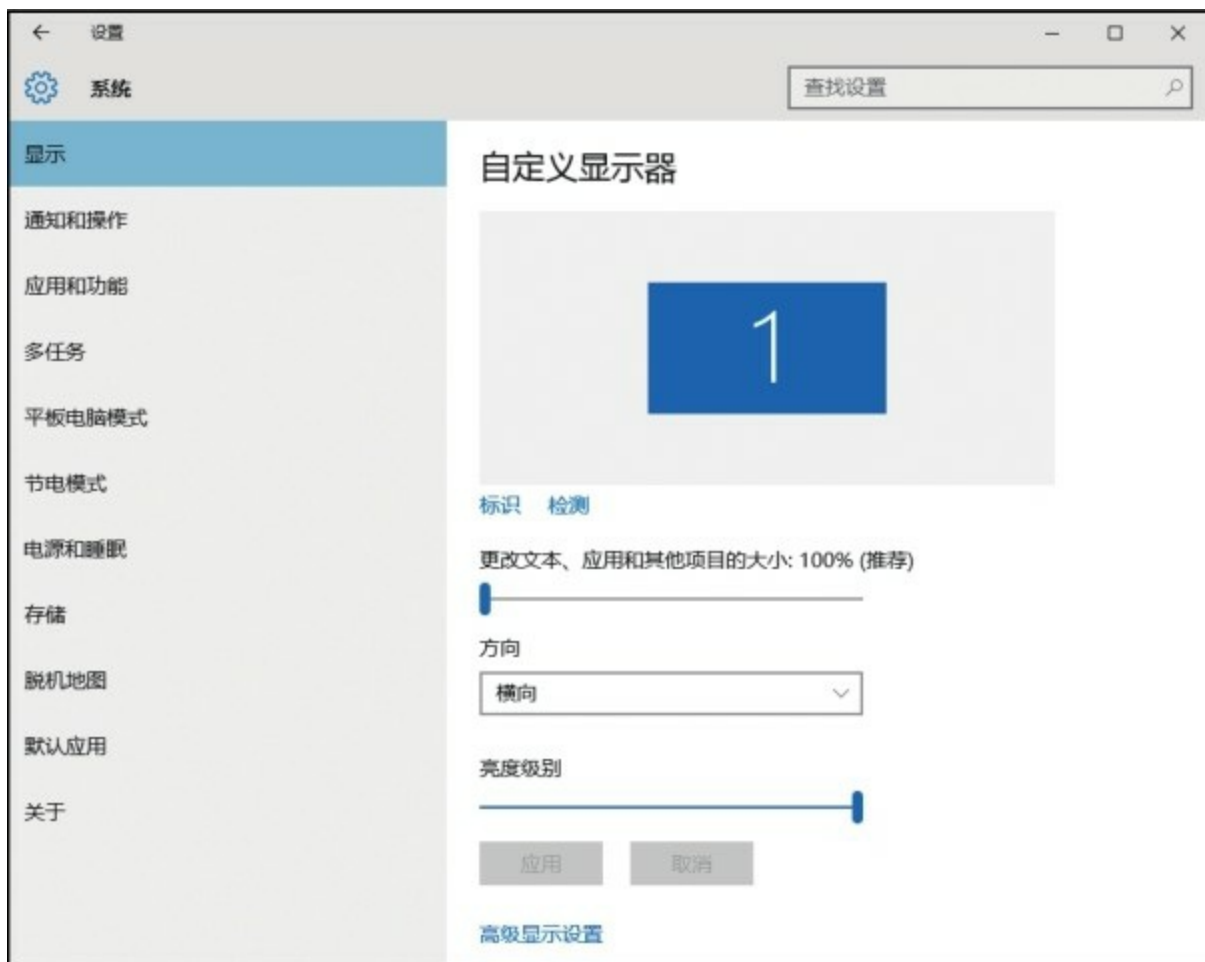 设置
系统
查找设置
显示
通知和操作
应用和功能
多任务
平板电脑模式
节电模式
电源和睡眠
存储
脱机地图
默认应用
关于
自定义显示器
1
标识 检测
更改文本、应用和其他项目的大小: 100% (推荐)
方向
横向
亮度级别
应用 取消
高级显示设置